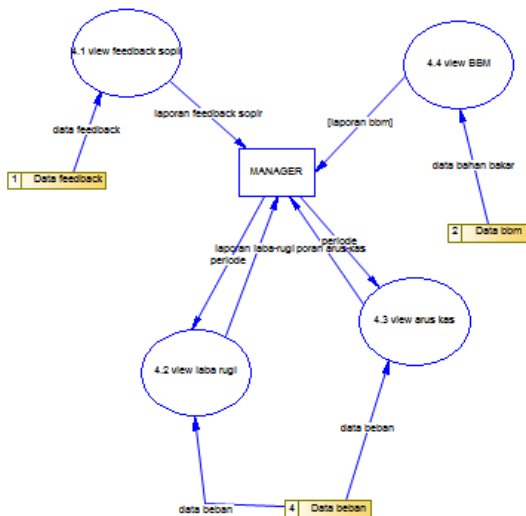 4.1 view feedback sopir
4.4 view BBM
laporan feedback sopir
[laporan bbm]
data feedback
data bahan bakar
1 Data feedback
MANAGER
2 Data bbm
periode
laporan laba-rugi
poran arus kas
periode
4.3 view arus kas
4.2 view laba rugi
data beban
data beban
4 Data beban